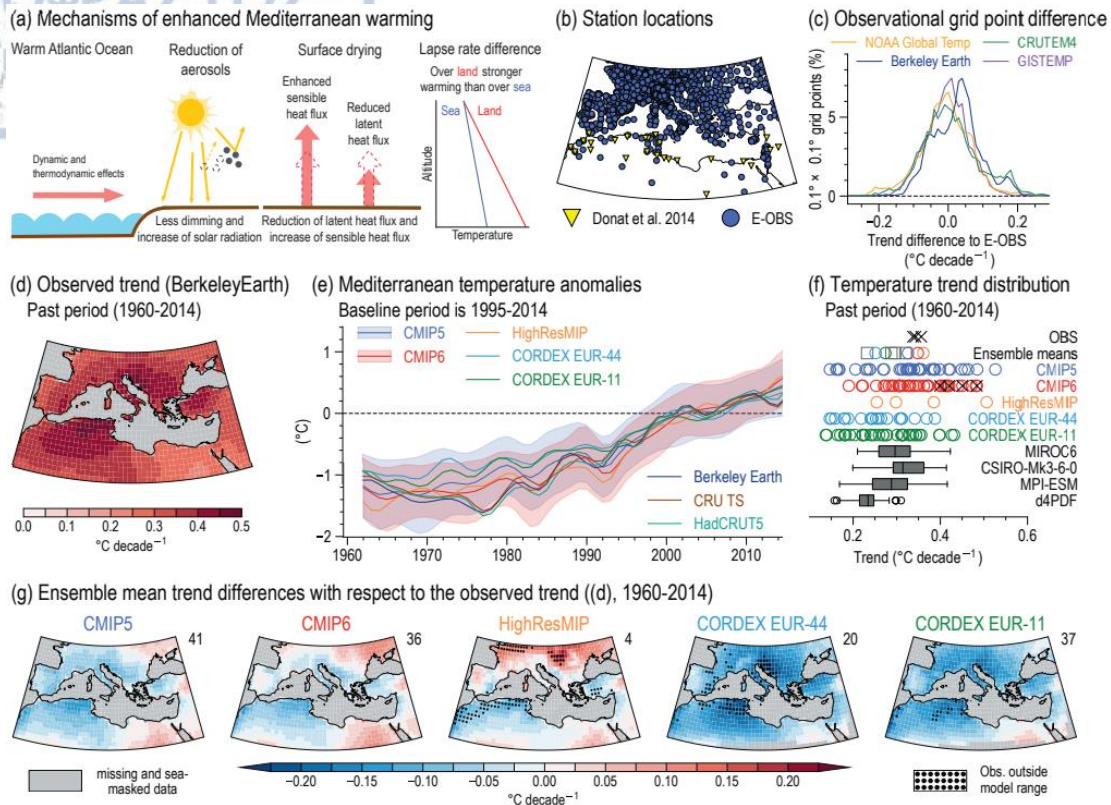 (a) Mechanisms of enhanced Mediterranean warming
Warm Atlantic Ocean
Dynamic and
thermodynamic effects
Reduction of
aerosols
Less dimming and
increase of solar radiation
Surface drying
Enhanced
sensible
heat flux
Reduced
latent
heat flux
Reduction of latent heat flux and
increase of sensible heat flux
Lapse rate difference
Over land stronger
warming than over sea
Sea
Land
Altitude
Temperature
(b) Station locations
Donat et al. 2014
E-OBS
(c) Observational grid point difference
NOAA Global Temp
CRUTEM4
Berkeley Earth
GISTEMP
0.1° × 0.1° grid points (%)
5
0
−0.2
0.0
0.2
Trend difference to E-OBS
(°C decade⁻¹)
(d) Observed trend (BerkeleyEarth)
Past period (1960-2014)
0.0 0.1 0.2 0.3 0.4 0.5
°C decade⁻¹
(e) Mediterranean temperature anomalies
Baseline period is 1995-2014
CMIP5
HighResMIP
CMIP6
CORDEX EUR-44
CORDEX EUR-11
(°C)
1
0
−1
−2
Berkeley Earth
CRU TS
HadCRUT5
1960 1970 1980 1990 2000 2010
(f) Temperature trend distribution
Past period (1960-2014)
OBS
Ensemble means
CMIP5
CMIP6
HighResMIP
CORDEX EUR-44
CORDEX EUR-11
MIROC6
CSIRO-Mk3-6-0
MPI-ESM
d4PDF
0.2 0.4 0.6
Trend (°C decade⁻¹)
(g) Ensemble mean trend differences with respect to the observed trend ((d), 1960-2014)
CMIP5
41
CMIP6
36
HighResMIP
4
CORDEX EUR-44
20
CORDEX EUR-11
37
missing and sea-
masked data
−0.20 −0.15 −0.10 −0.05 0.00 0.05 0.10 0.15 0.20
°C decade⁻¹
Obs. outside
model range